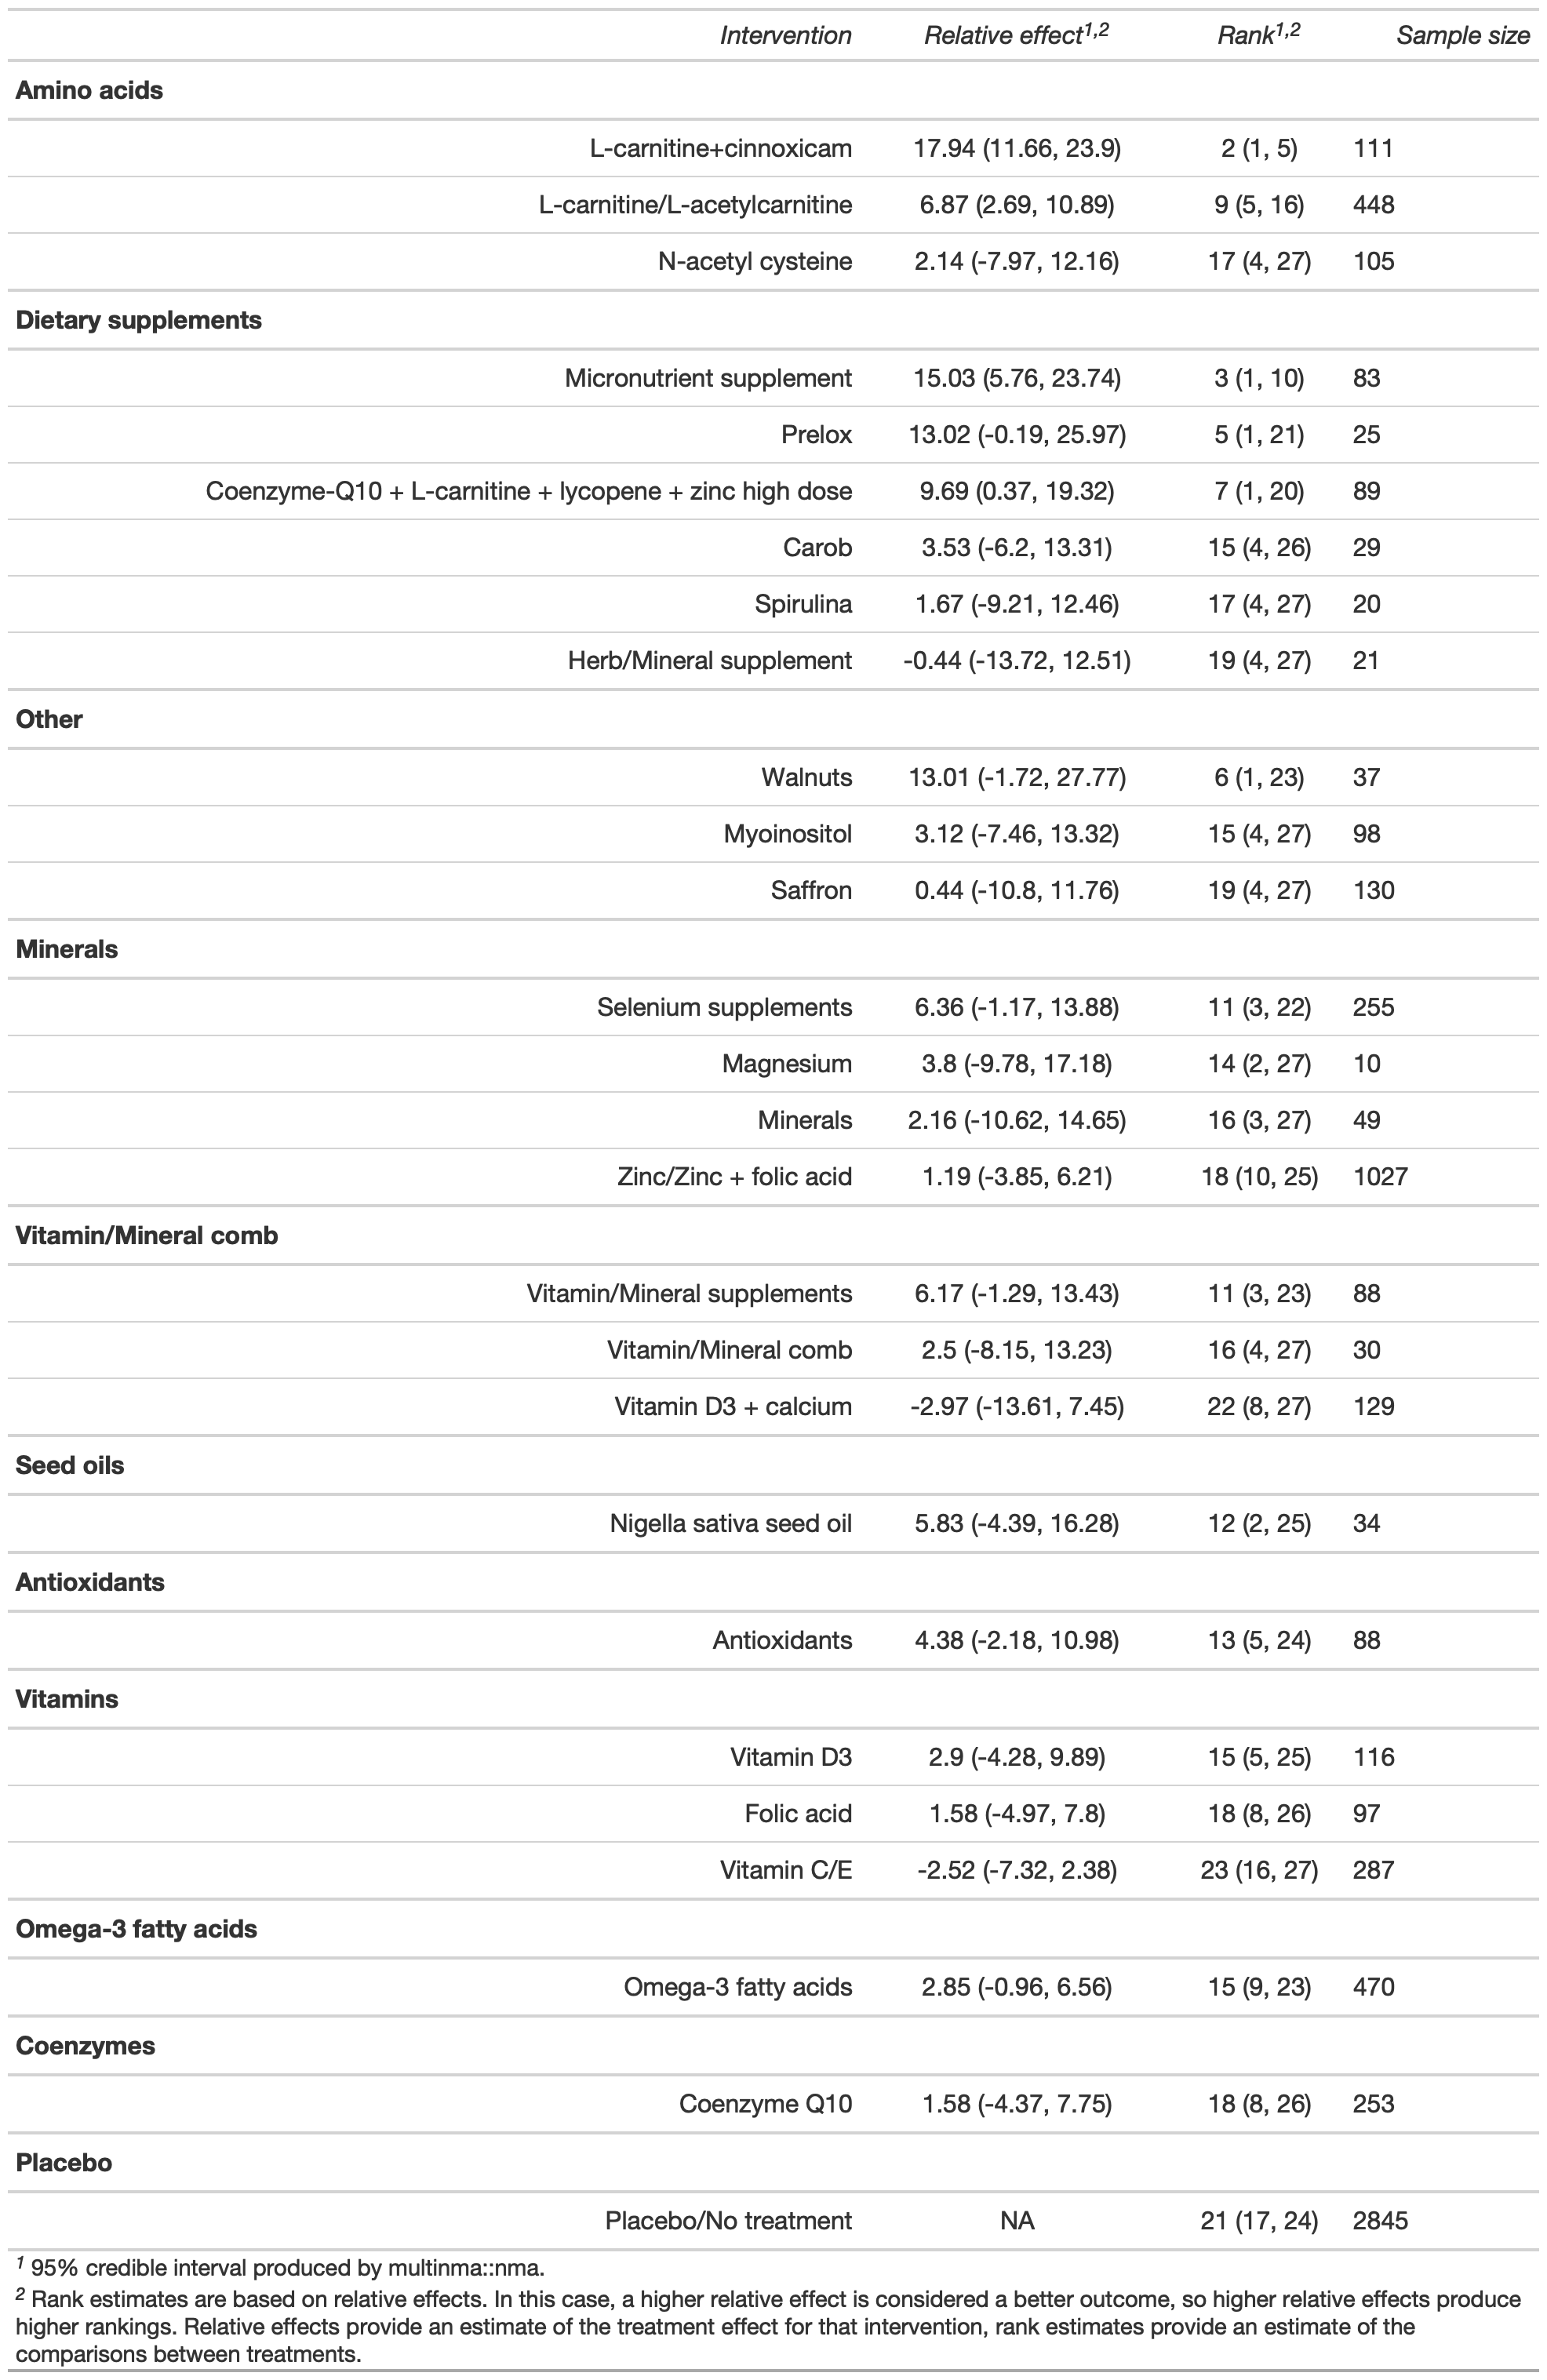 Intervention Relative effect1,2 Rank1,2 Sample size
Amino acids
L-carnitine+cinnoxicam 17.94 (11.66, 23.9) 2 (1, 5) 111
L-carnitine/L-acetylcarnitine 6.87 (2.69, 10.89) 9 (5, 16) 448
N-acetyl cysteine 2.14 (-7.97, 12.16) 17 (4, 27) 105
Dietary supplements
Micronutrient supplement 15.03 (5.76, 23.74) 3 (1, 10) 83
Prelox 13.02 (-0.19, 25.97) 5 (1, 21) 25
Coenzyme-Q10 + L-carnitine + lycopene + zinc high dose 9.69 (0.37, 19.32) 7 (1, 20) 89
Carob 3.53 (-6.2, 13.31) 15 (4, 26) 29
Spirulina 1.67 (-9.21, 12.46) 17 (4, 27) 20
Herb/Mineral supplement -0.44 (-13.72, 12.51) 19 (4, 27) 21
Other
Walnuts 13.01 (-1.72, 27.77) 6 (1, 23) 37
Myoinositol 3.12 (-7.46, 13.32) 15 (4, 27) 98
Saffron 0.44 (-10.8, 11.76) 19 (4, 27) 130
Minerals
Selenium supplements 6.36 (-1.17, 13.88) 11 (3, 22) 255
Magnesium 3.8 (-9.78, 17.18) 14 (2, 27) 10
Minerals 2.16 (-10.62, 14.65) 16 (3, 27) 49
Zinc/Zinc + folic acid 1.19 (-3.85, 6.21) 18 (10, 25) 1027
Vitamin/Mineral comb
Vitamin/Mineral supplements 6.17 (-1.29, 13.43) 11 (3, 23) 88
Vitamin/Mineral comb 2.5 (-8.15, 13.23) 16 (4, 27) 30
Vitamin D3 + calcium -2.97 (-13.61, 7.45) 22 (8, 27) 129
Seed oils
Nigella sativa seed oil 5.83 (-4.39, 16.28) 12 (2, 25) 34
Antioxidants
Antioxidants 4.38 (-2.18, 10.98) 13 (5, 24) 88
Vitamins
Vitamin D3 2.9 (-4.28, 9.89) 15 (5, 25) 116
Folic acid 1.58 (-4.97, 7.8) 18 (8, 26) 97
Vitamin C/E -2.52 (-7.32, 2.38) 23 (16, 27) 287
Omega-3 fatty acids
Omega-3 fatty acids 2.85 (-0.96, 6.56) 15 (9, 23) 470
Coenzymes
Coenzyme Q10 1.58 (-4.37, 7.75) 18 (8, 26) 253
Placebo
Placebo/No treatment NA 21 (17, 24) 2845
1 95% credible interval produced by multinma::nma.
2 Rank estimates are based on relative effects. In this case, a higher relative effect is considered a better outcome, so higher relative effects produce
higher rankings. Relative effects provide an estimate of the treatment effect for that intervention, rank estimates provide an estimate of the
comparisons between treatments.